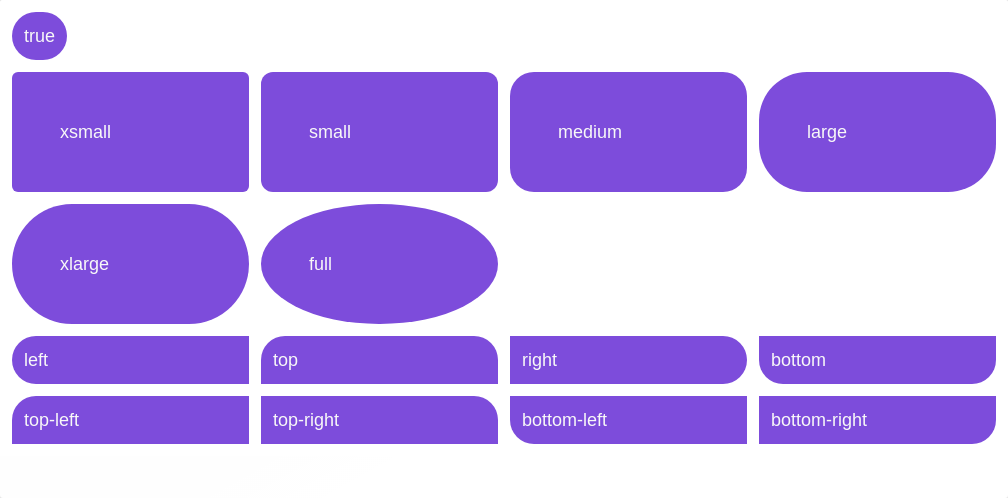 true
xsmall
small
medium
large
xlarge
full
left
top
right
bottom
top-left
top-right
bottom-left
bottom-right